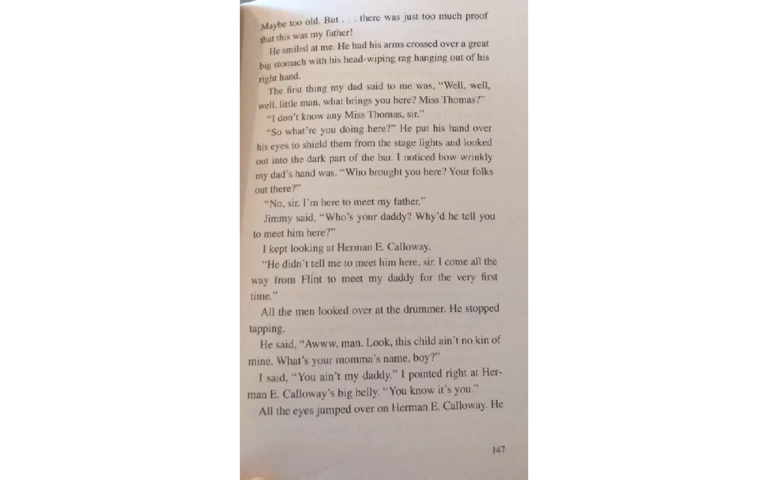 Maybe too old. But . . . there was just too much proof
that this was my father!
He smiled at me. He had his arms crossed over a great
big stomach with his head-wiping rag hanging out of his
right hand.
The first thing my dad said to me was, “Well, well,
well, little man, what brings you here? Miss Thomas?”
“I don't know any Miss Thomas, sir.”
“So what're you doing here?” He put his hand over
his eyes to shield them from the stage lights and looked
out into the dark part of the bar. I noticed how wrinkly
my dad's hand was. “Who brought you here? Your folks
out there?”
“No, sir. I'm here to meet my father.”
Jimmy said, “Who's your daddy? Why'd he tell you
to meet him here?”
I kept looking at Herman E. Calloway.
“He didn't tell me to meet him here, sir. I come all the
way from Flint to meet my daddy for the very first
time.”
All the men looked over at the drummer. He stopped
tapping.
He said, “Awww, man. Look, this child ain't no kin of
mine. What's your momma's name, boy?”
I said, “You ain't my daddy.” I pointed right at Her-
man E. Calloway's big belly. “You know it's you.”
All the eyes jumped over on Herman E. Calloway. He
147